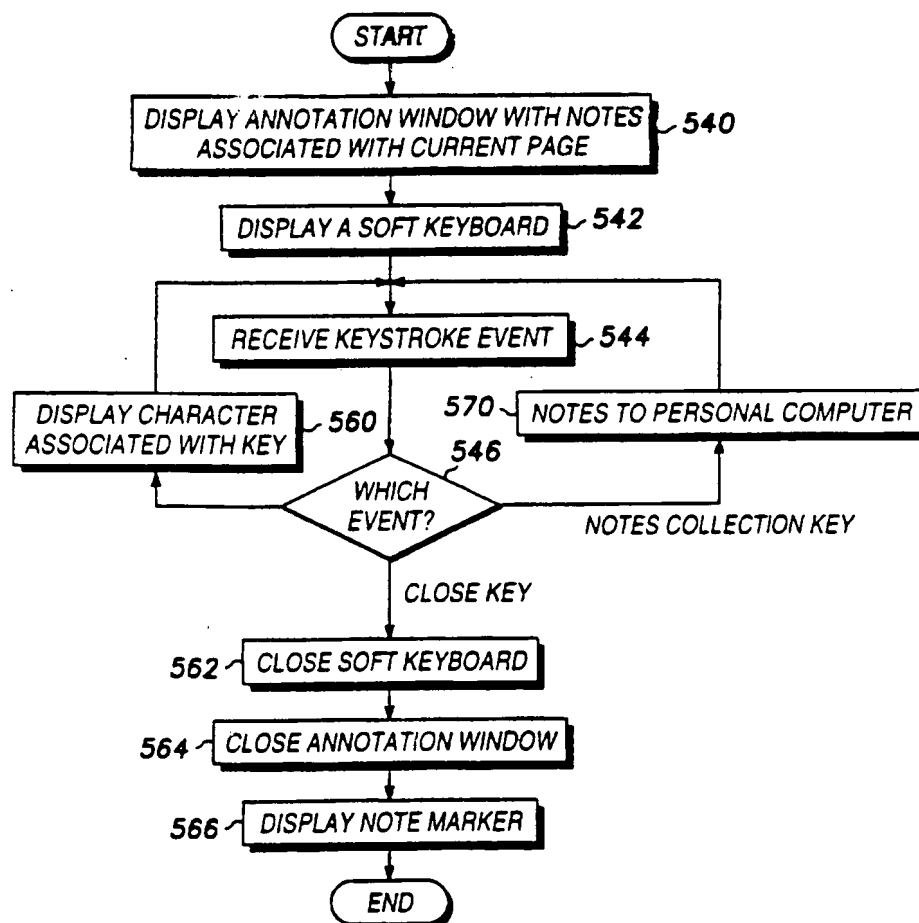 START
DISPLAY ANNOTATION WINDOW WITH NOTES
ASSOCIATED WITH CURRENT PAGE
540
DISPLAY A SOFT KEYBOARD
542
RECEIVE KEYSTROKE EVENT
544
DISPLAY CHARACTER
ASSOCIATED WITH KEY
560
570
NOTES TO PERSONAL COMPUTER
546
WHICH
EVENT?
NOTES COLLECTION KEY
CLOSE KEY
562
CLOSE SOFT KEYBOARD
564
CLOSE ANNOTATION WINDOW
566
DISPLAY NOTE MARKER
END